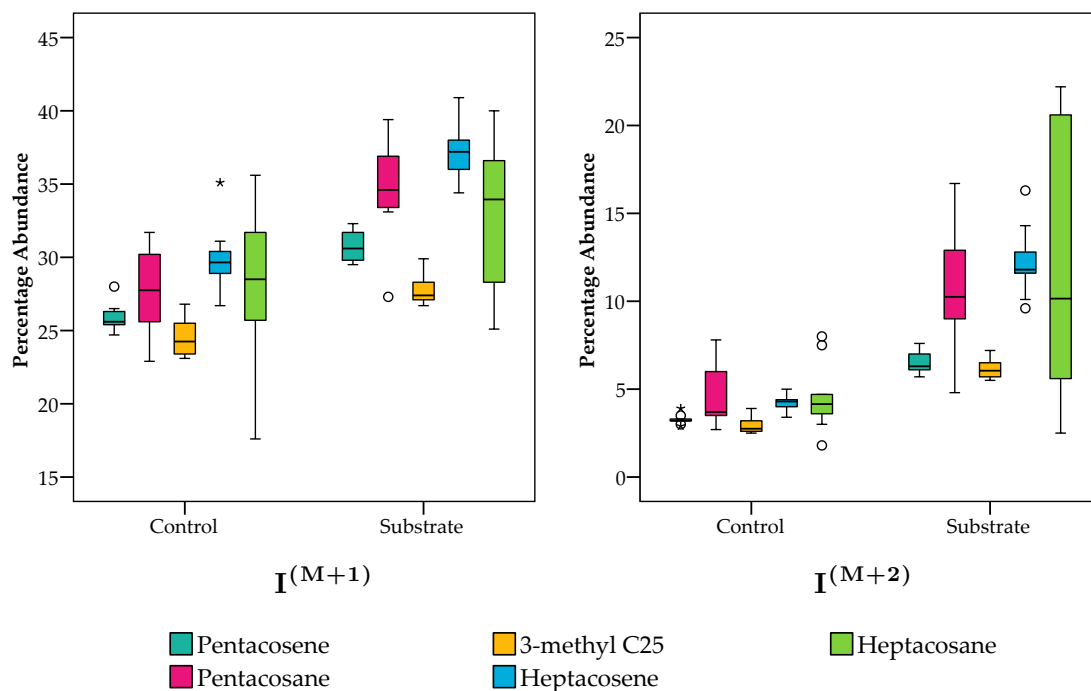 45
40
35
30
25
20
15
Percentage Abundance
Control Substrate
I(M+1)
25
20
15
10
5
0
Percentage Abundance
Control Substrate
I(M+2)
Pentacosene 3-methyl C25 Heptacosane
Pentacosane Heptacosene